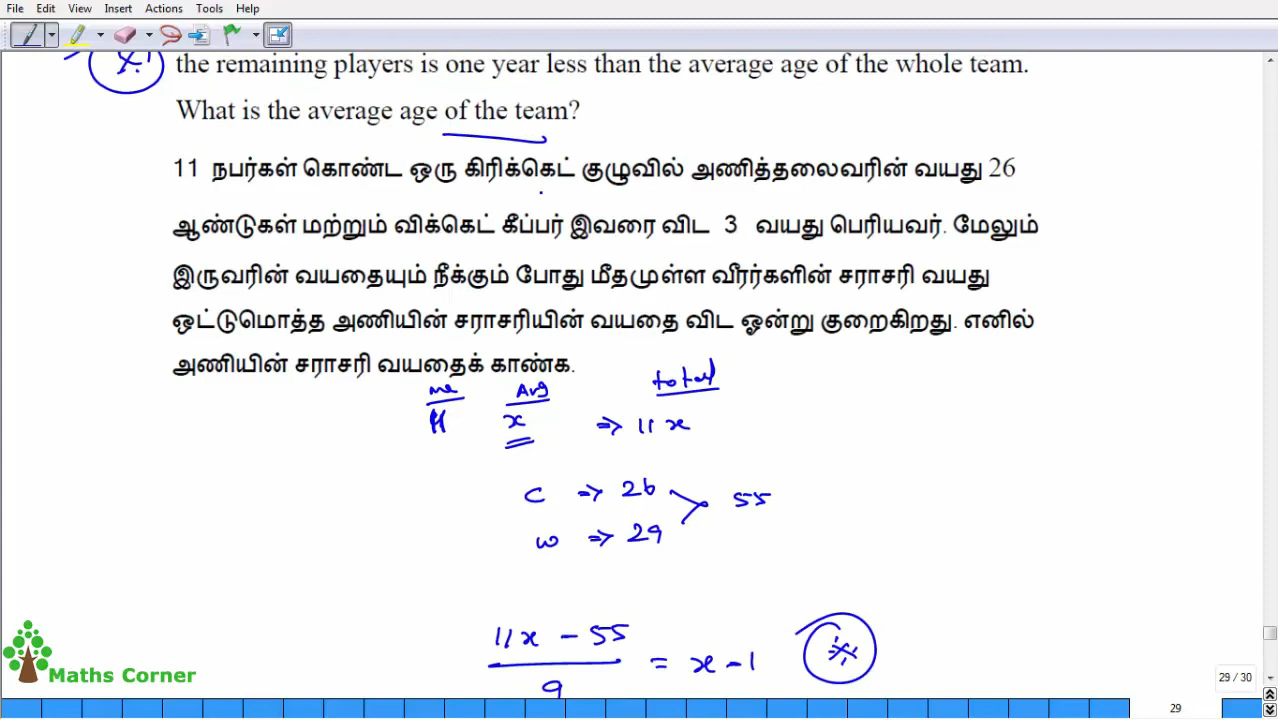 File Edit View Insert Actions Tools Help
the remaining players is one year less than the average age of the whole team.
What is the average age of the team?
11 நபர்கள் கொண்ட ஒரு கிரிக்கெட் குழுவில் அணித்தலைவரின் வயது 26
ஆண்டுகள் மற்றும் விக்கெட் கீப்பர் இவரை விட 3 வயது பெரியவர். மேலும்
இருவரின் வயதையும் நீக்கும் போது மீதமுள்ள வீரர்களின் சராசரி வயது
ஒட்டுமொத்த அணியின் சராசரியின் வயதை விட ஓன்று குறைகிறது. எனில்
அணியின் சராசரி வயதைக் காண்க.
Avg total
x => 11x
C => 26
55
w => 29
11x - 55
= x - 1
9
Maths Corner
29 / 30
29